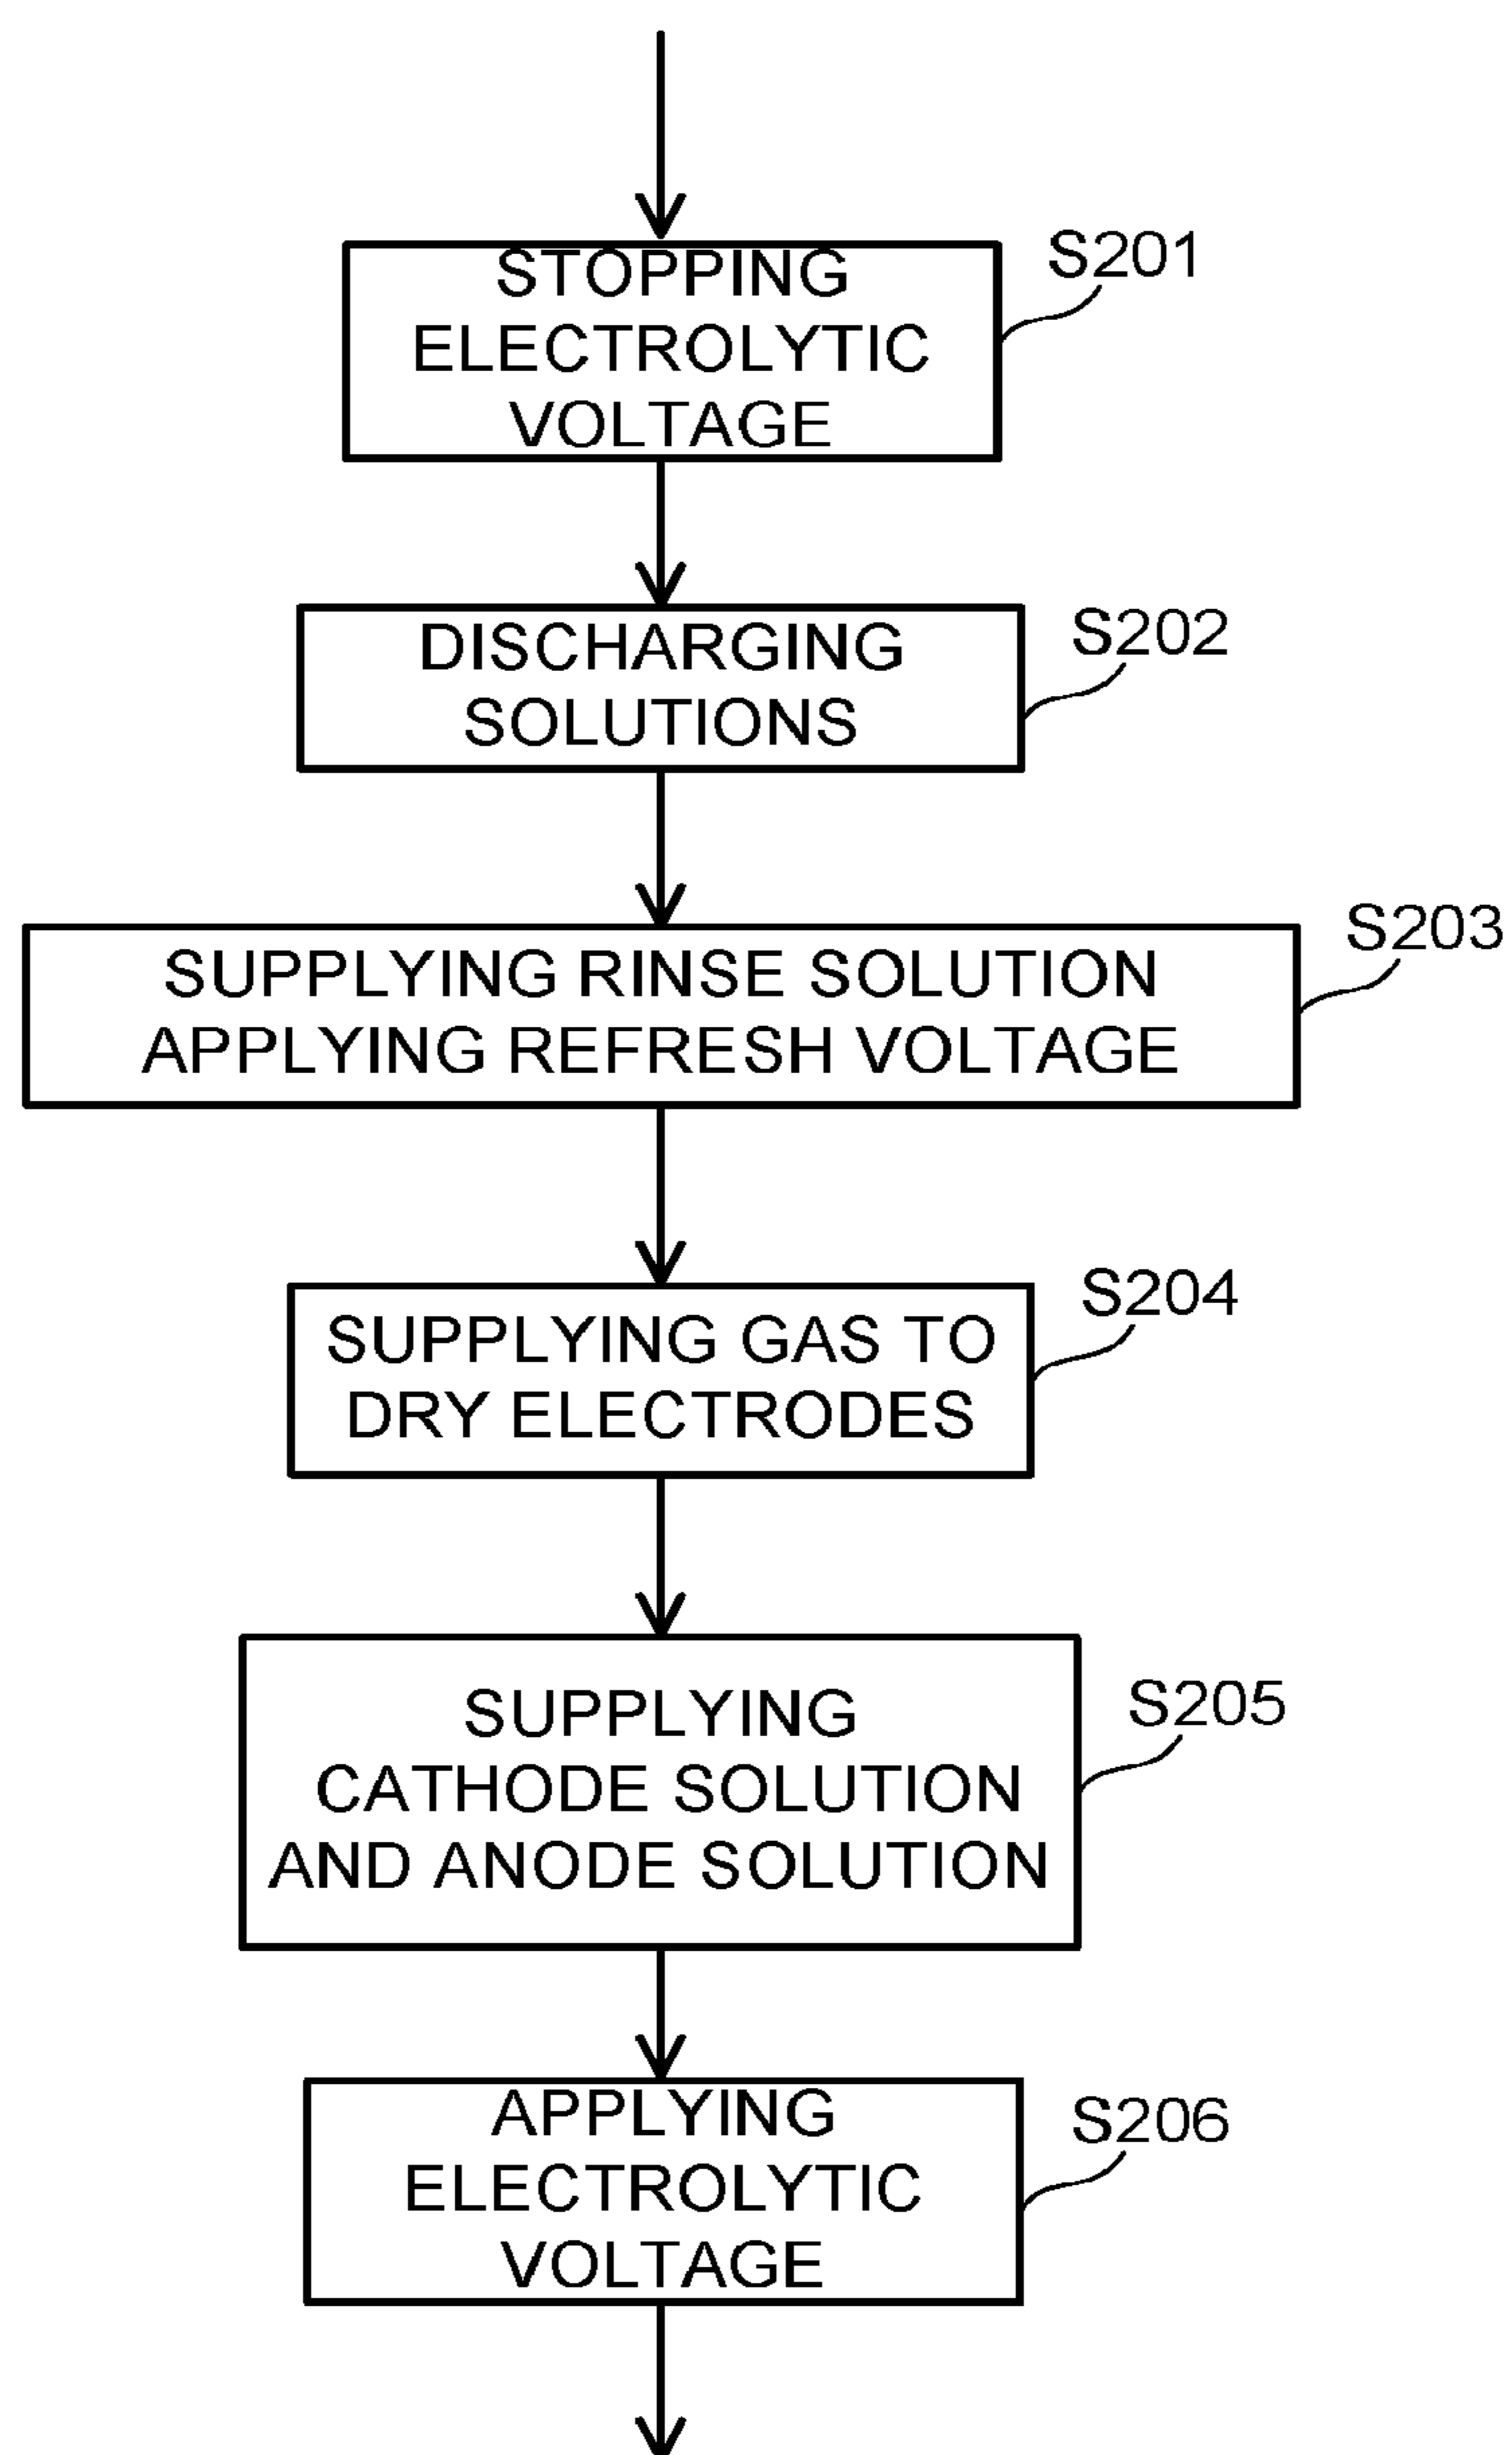 S201
STOPPING
ELECTROLYTIC
VOLTAGE
S202
DISCHARGING
SOLUTIONS
S203
SUPPLYING RINSE SOLUTION
APPLYING REFRESH VOLTAGE
S204
SUPPLYING GAS TO
DRY ELECTRODES
S205
SUPPLYING
CATHODE SOLUTION
AND ANODE SOLUTION
S206
APPLYING
ELECTROLYTIC
VOLTAGE